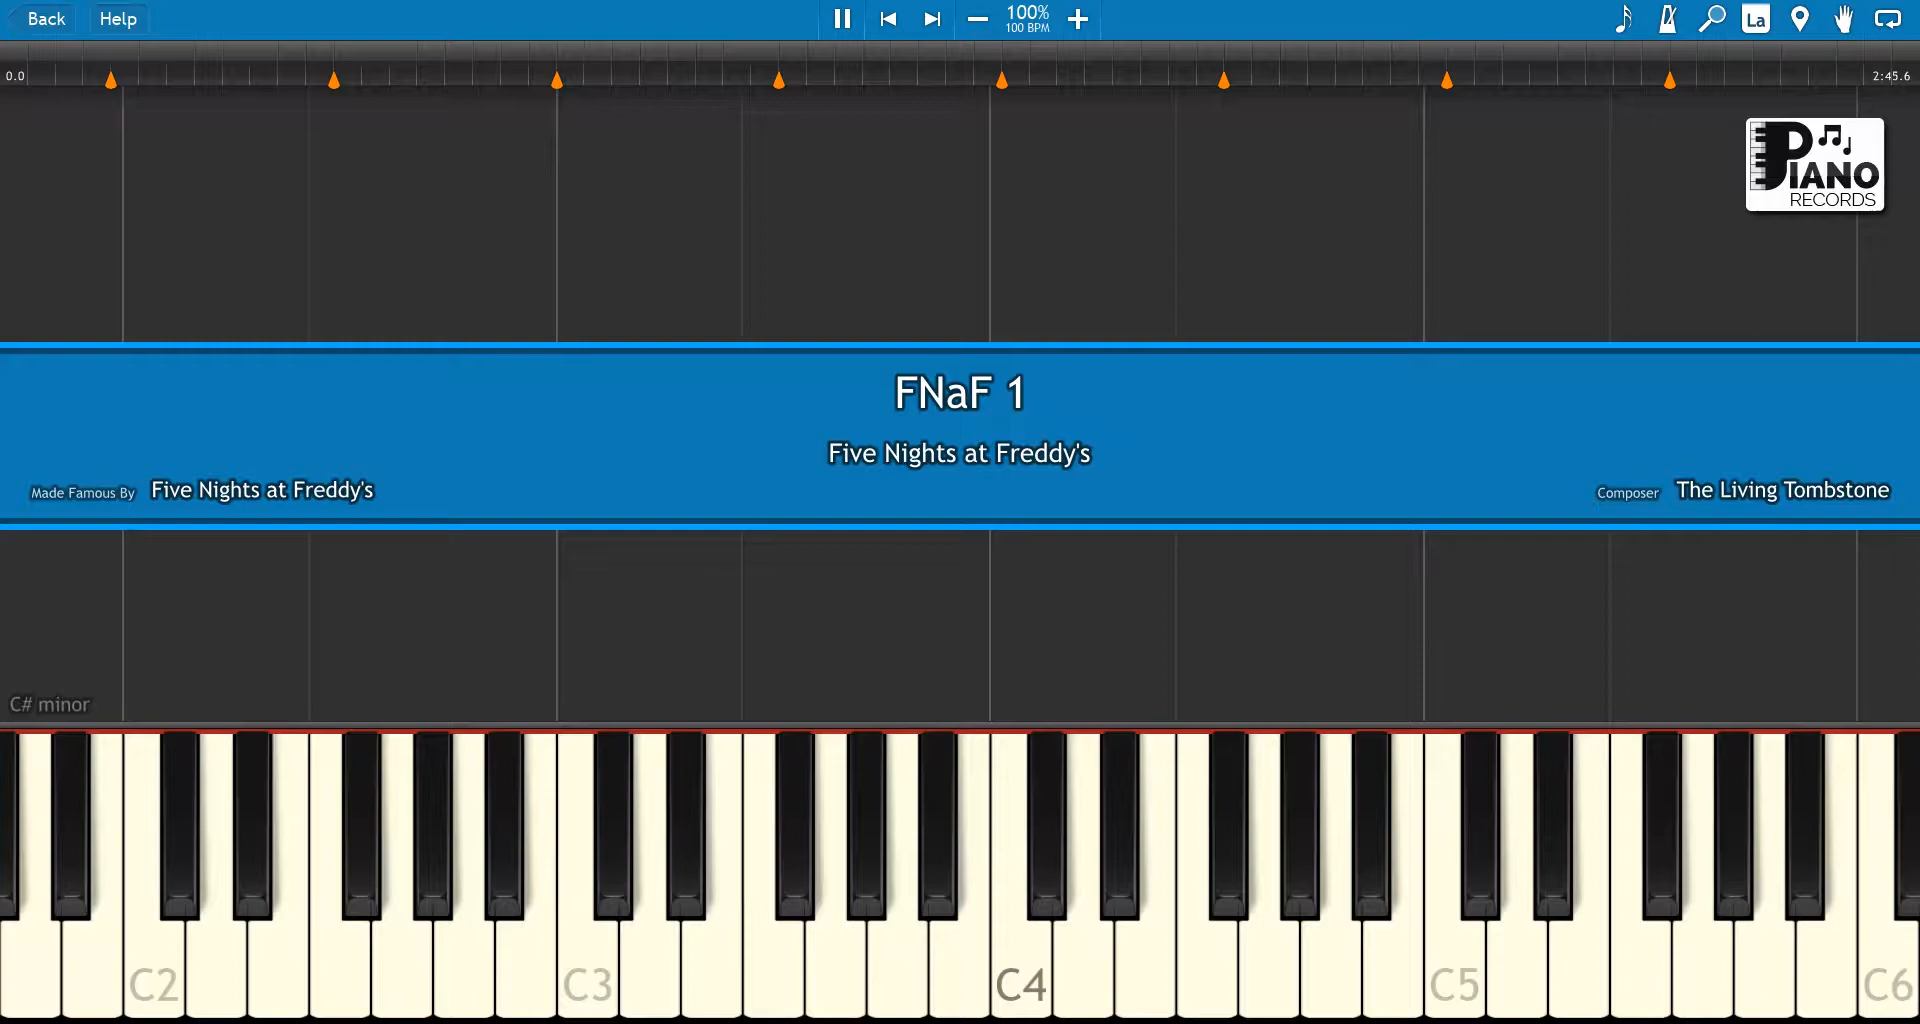 Back Help 100% La
100 BPM
0.0 2:45.6
PIANO
RECORDS
FNaF 1
Five Nights at Freddy's
Made Famous By Five Nights at Freddy's Composer The Living Tombstone
C# minor
C2 C3 C4 C5 C6